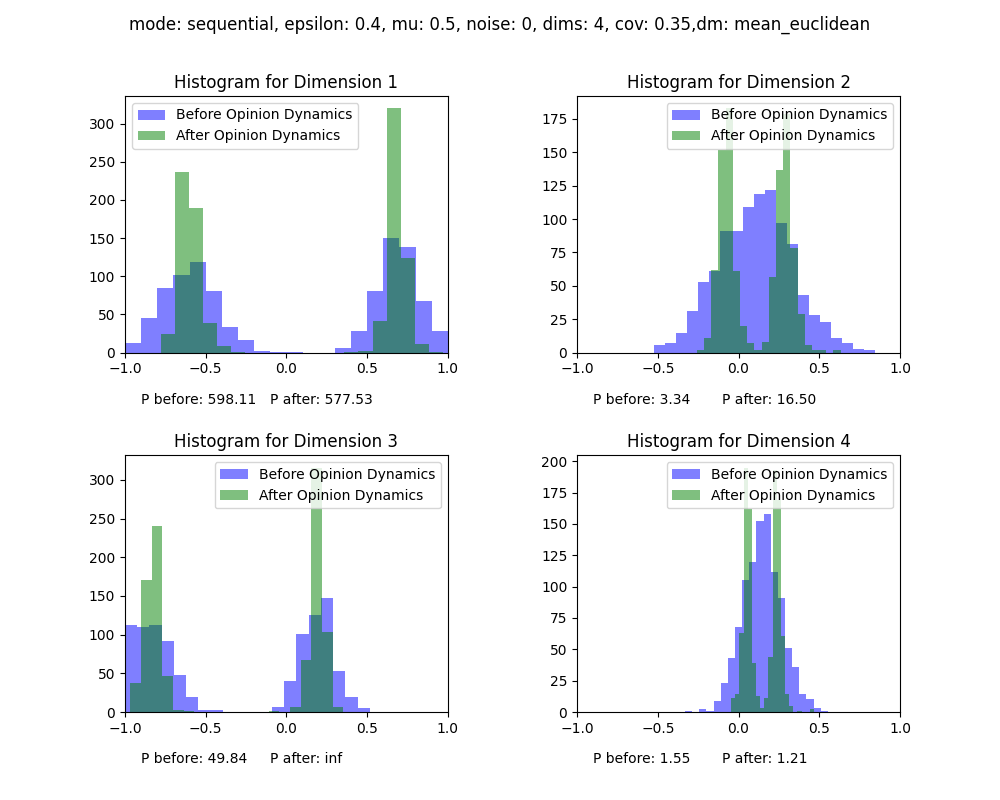 mode: sequential, epsilon: 0.4, mu: 0.5, noise: 0, dims: 4, cov: 0.35,dm: mean_euclidean
Histogram for Dimension 1
Before Opinion Dynamics
After Opinion Dynamics
300
250
200
150
100
50
0
−1.0 −0.5 0.0 0.5 1.0
P before: 598.11 P after: 577.53
Histogram for Dimension 2
Before Opinion Dynamics
After Opinion Dynamics
175
150
125
100
75
50
25
0
−1.0 −0.5 0.0 0.5 1.0
P before: 3.34 P after: 16.50
Histogram for Dimension 3
Before Opinion Dynamics
After Opinion Dynamics
300
250
200
150
100
50
0
−1.0 −0.5 0.0 0.5 1.0
P before: 49.84 P after: inf
Histogram for Dimension 4
Before Opinion Dynamics
After Opinion Dynamics
200
175
150
125
100
75
50
25
0
−1.0 −0.5 0.0 0.5 1.0
P before: 1.55 P after: 1.21